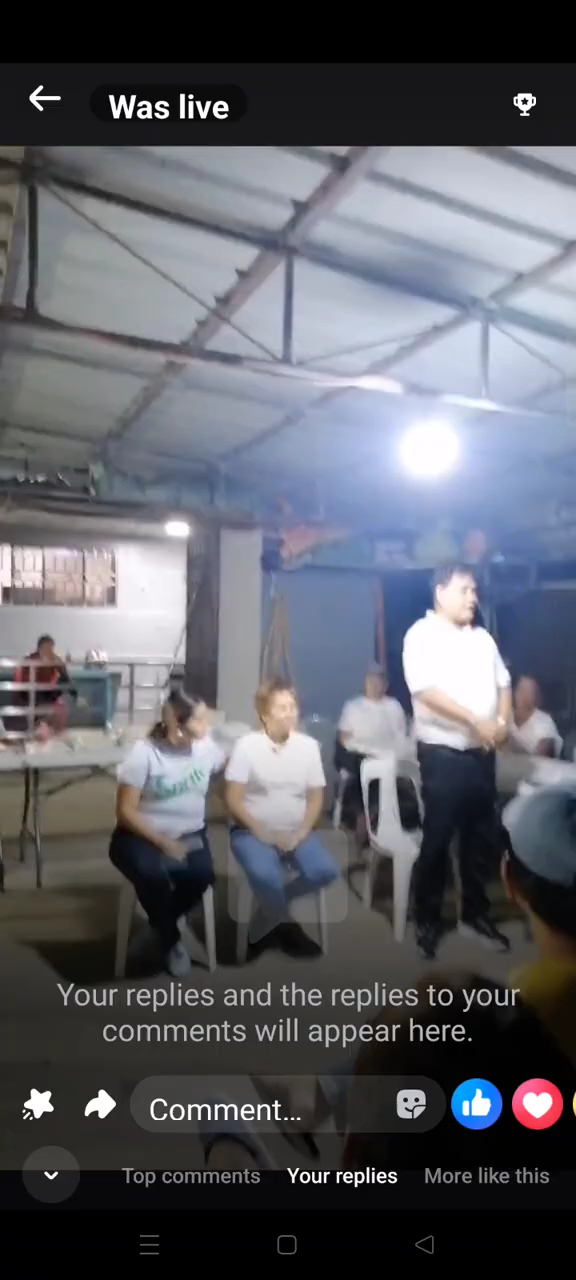 Was live
Your replies and the replies to your
comments will appear here.
Comment...
Top comments Your replies More like this